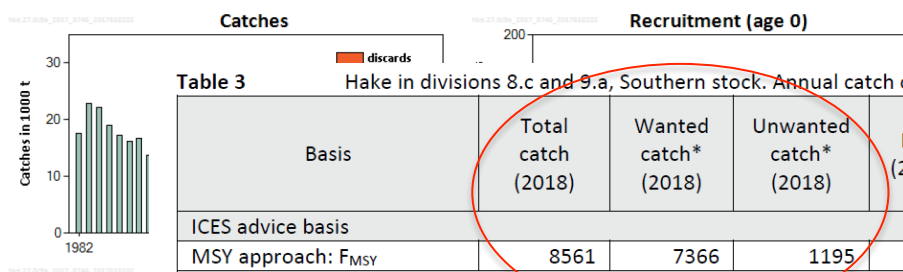 Catches
Recruitment (age 0)
200
30
discards
Table 3 Hake in divisions 8.c and 9.a, Southern stock. Annual catch
Basis
Total catch (2018)
Wanted catch* (2018)
Unwanted catch* (2018)
(2
Catches in 1000 t
20
10
0
1982
ICES advice basis
MSY approach: FMSY 8561 7366 1195